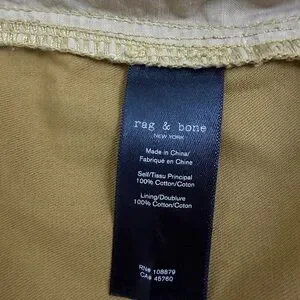 rag & bone
NEW YORK
Made in China/
Fabriqué en Chine
Self/Tissu Principal
100% Cotton/Coton
Lining/Doublure
100% Cotton/Coton
RN# 108879
CA# 45760